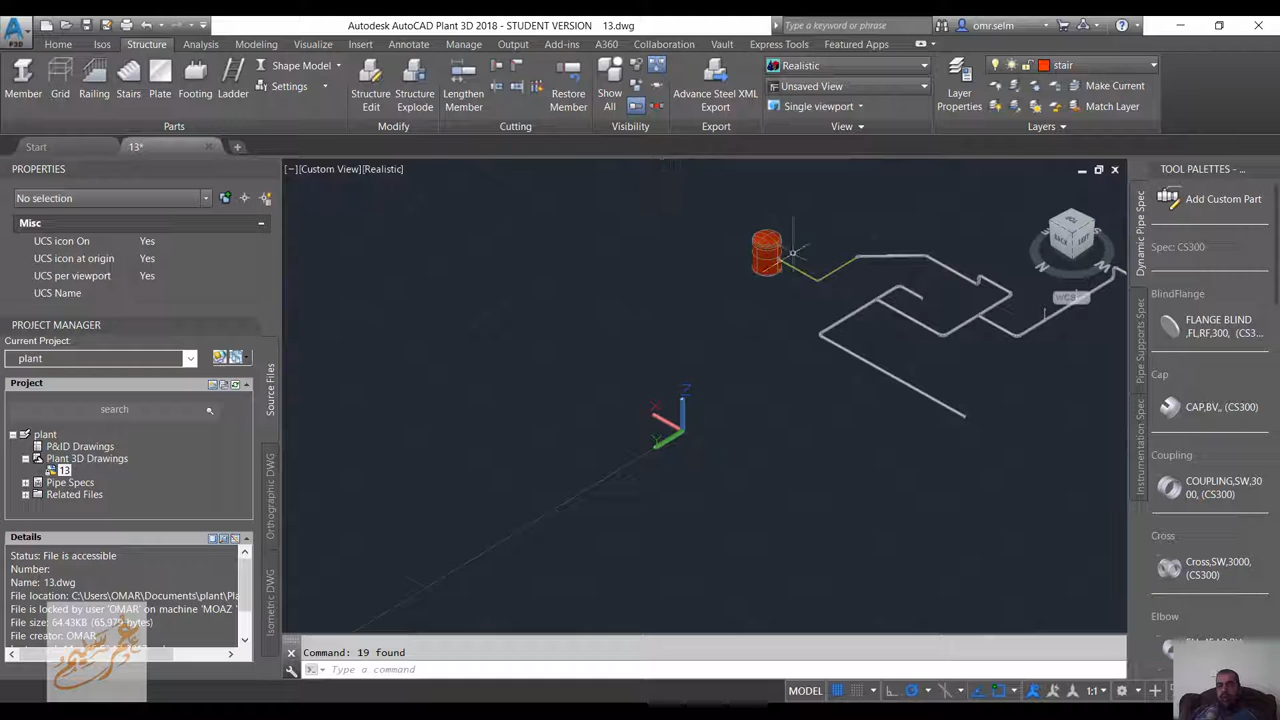 Autodesk AutoCAD Plant 3D 2018 - STUDENT VERSION 13.dwg
Type a keyword or phrase
omr.selm
P3D
Home Isos Structure Analysis Modeling Visualize Insert Annotate Manage Output Add-ins A360 Collaboration Vault Express Tools Featured Apps
Member
Grid
Railing
Stairs
Plate
Footing
Ladder
Shape Model
Settings
Parts
Structure Edit
Structure Explode
Modify
Lengthen Member
Restore Member
Cutting
Show All
Visibility
Advance Steel XML Export
Export
Realistic
Unsaved View
Single viewport
View
Layer Properties
stair
Make Current
Match Layer
Layers
Start
13*
PROPERTIES
No selection
Misc
UCS icon On Yes
UCS icon at origin Yes
UCS per viewport Yes
UCS Name
PROJECT MANAGER
Current Project:
plant
Project
search
plant
P&ID Drawings
Plant 3D Drawings
13
Pipe Specs
Related Files
Source Files
Orthographic DWG
Isometric DWG
Details
Status: File is accessible
Number:
Name: 13.dwg
File location: C:\Users\OMAR\Documents\plant\Pla
File is locked by user 'OMAR' on machine 'MOAZ '
File size: 64.43KB (65,979 bytes)
File creator: OMAR
[−][Custom View][Realistic]
BACK
LEFT
N
WCS
Z
X
Y
Command: 19 found
Type a command
TOOL PALETTES - ...
Dynamic Pipe Spec
Pipe Supports Spec
Instrumentation Spec
Add Custom Part
Spec: CS300
BlindFlange
FLANGE BLIND ,FL,RF,300, (CS3...
Cap
CAP,BV,, (CS300)
Coupling
COUPLING,SW,3000, (CS300)
Cross
Cross,SW,3000, (CS300)
Elbow
MODEL
1:1